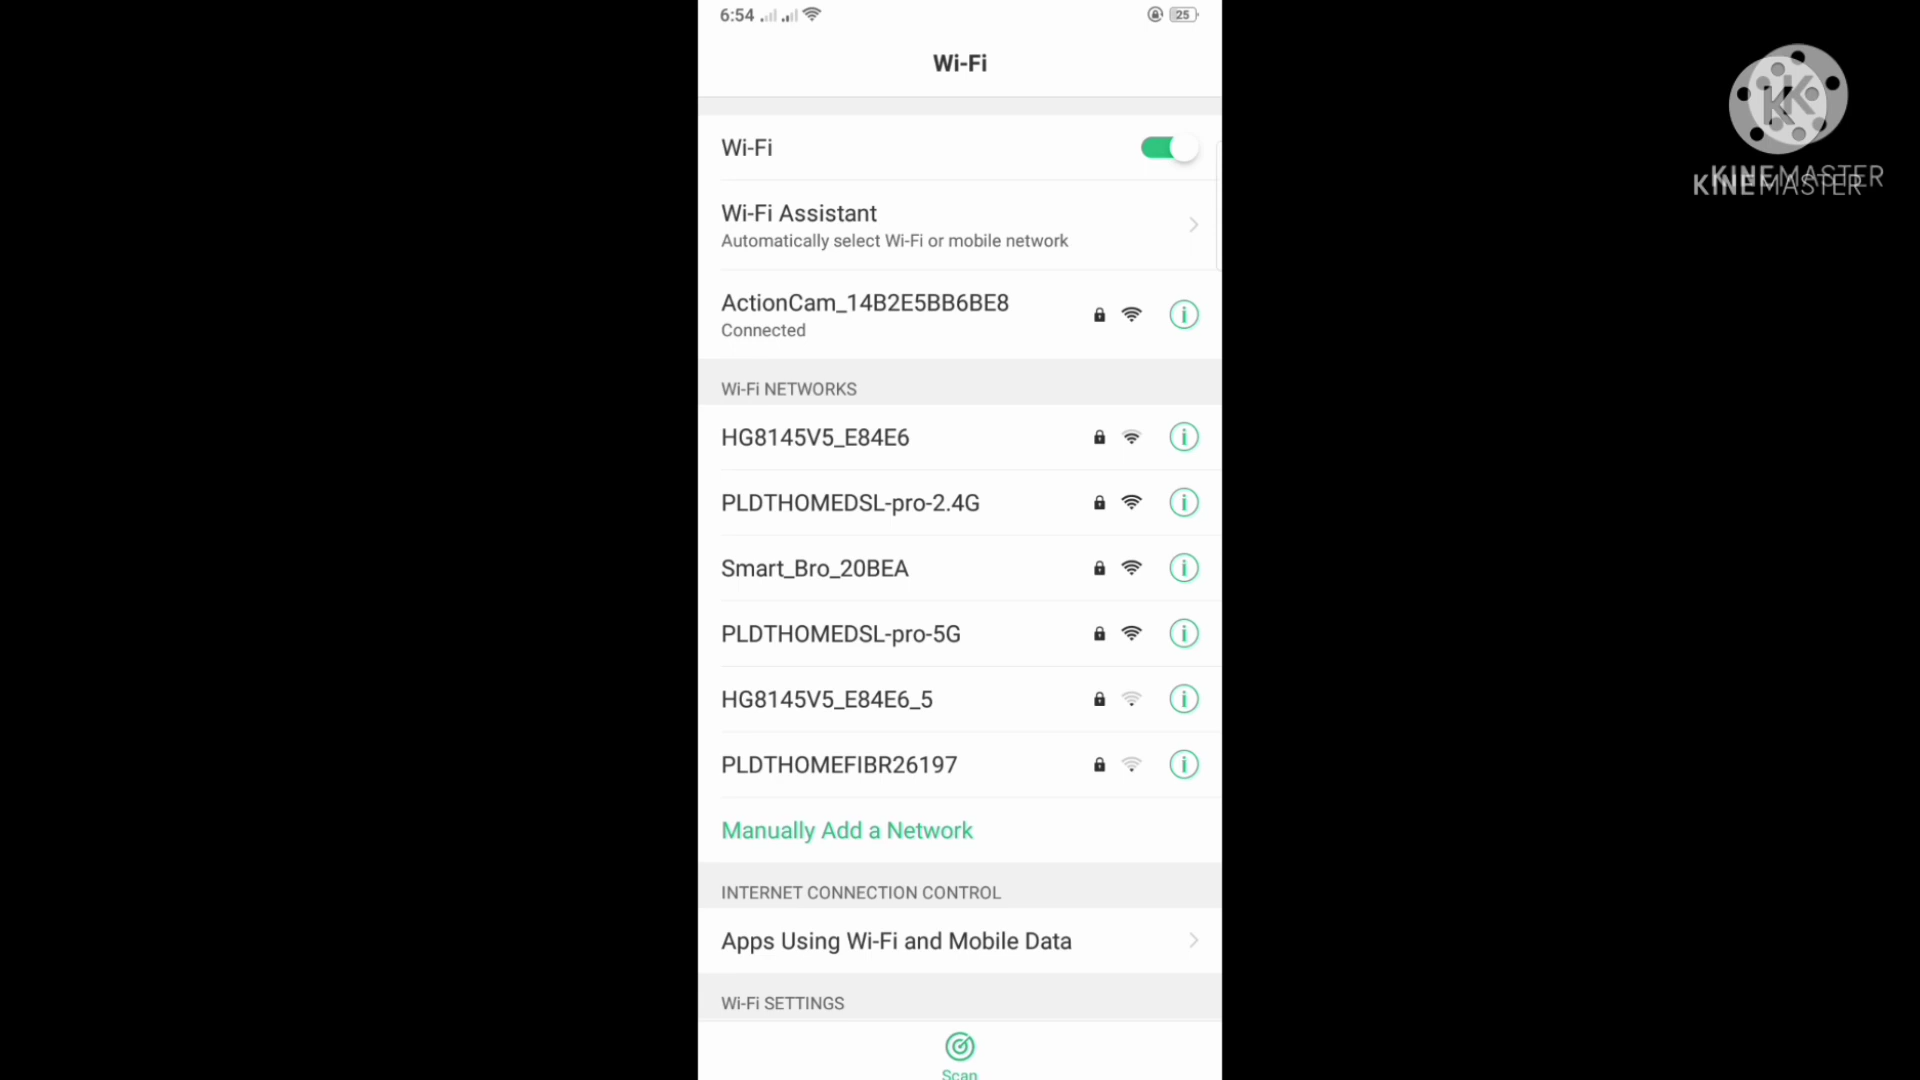 6:54
25
Wi-Fi
Wi-Fi
Wi-Fi Assistant
Automatically select Wi-Fi or mobile network
ActionCam_14B2E5BB6BE8
Connected
Wi-Fi NETWORKS
HG8145V5_E84E6
PLDTHOMEDSL-pro-2.4G
Smart_Bro_20BEA
PLDTHOMEDSL-pro-5G
HG8145V5_E84E6_5
PLDTHOMEFIBR26197
Manually Add a Network
INTERNET CONNECTION CONTROL
Apps Using Wi-Fi and Mobile Data
Wi-Fi SETTINGS
Scan
K
K
KINEMASTER
KINEMASTER